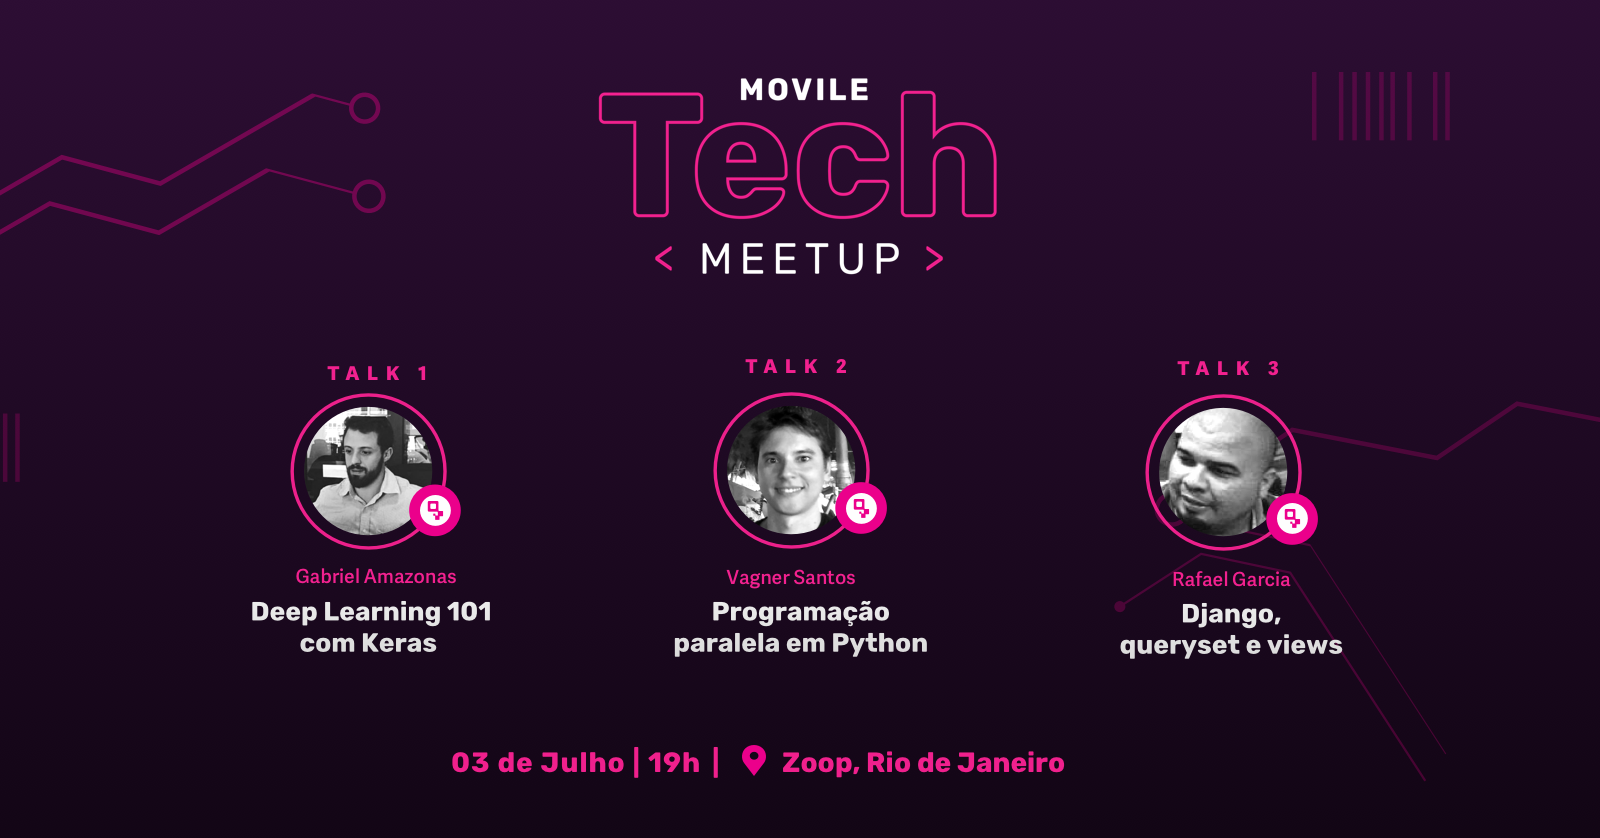 MOVILE
Tech
< MEETUP >
TALK 1
Gabriel Amazonas
Deep Learning 101
com Keras
TALK 2
Vagner Santos
Programação
paralela em Python
TALK 3
Rafael Garcia
Django,
queryset e views
03 de Julho | 19h | Zoop, Rio de Janeiro